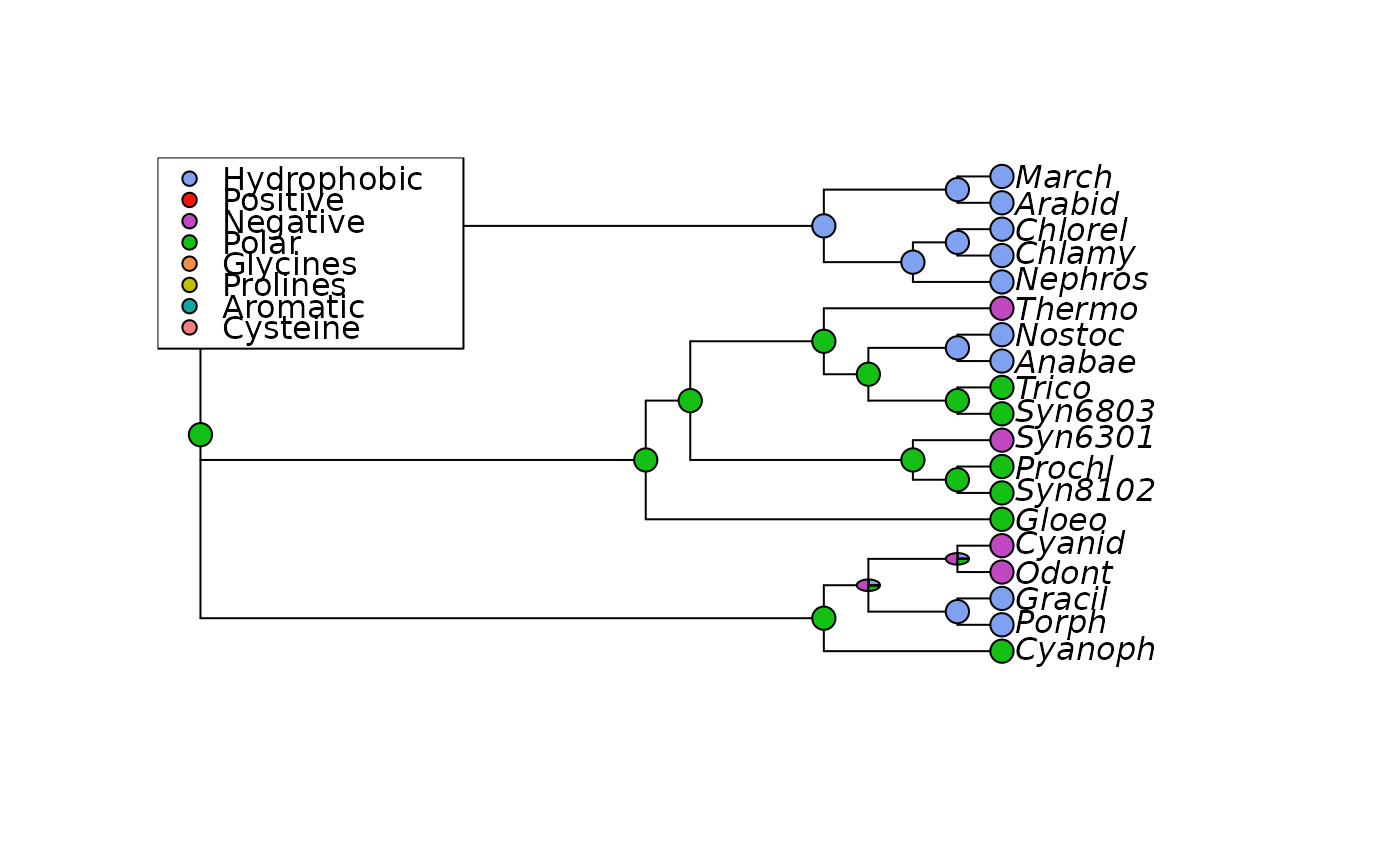 Hydrophobic
Positive
Negative
Polar
Glycines
Prolines
Aromatic
Cysteine
March
Arabid
Chlorel
Chlamy
Nephros
Thermo
Nostoc
Anabae
Trico
Syn6803
Syn6301
Prochl
Syn8102
Gloeo
Cyanid
Odont
Gracil
Porph
Cyanoph